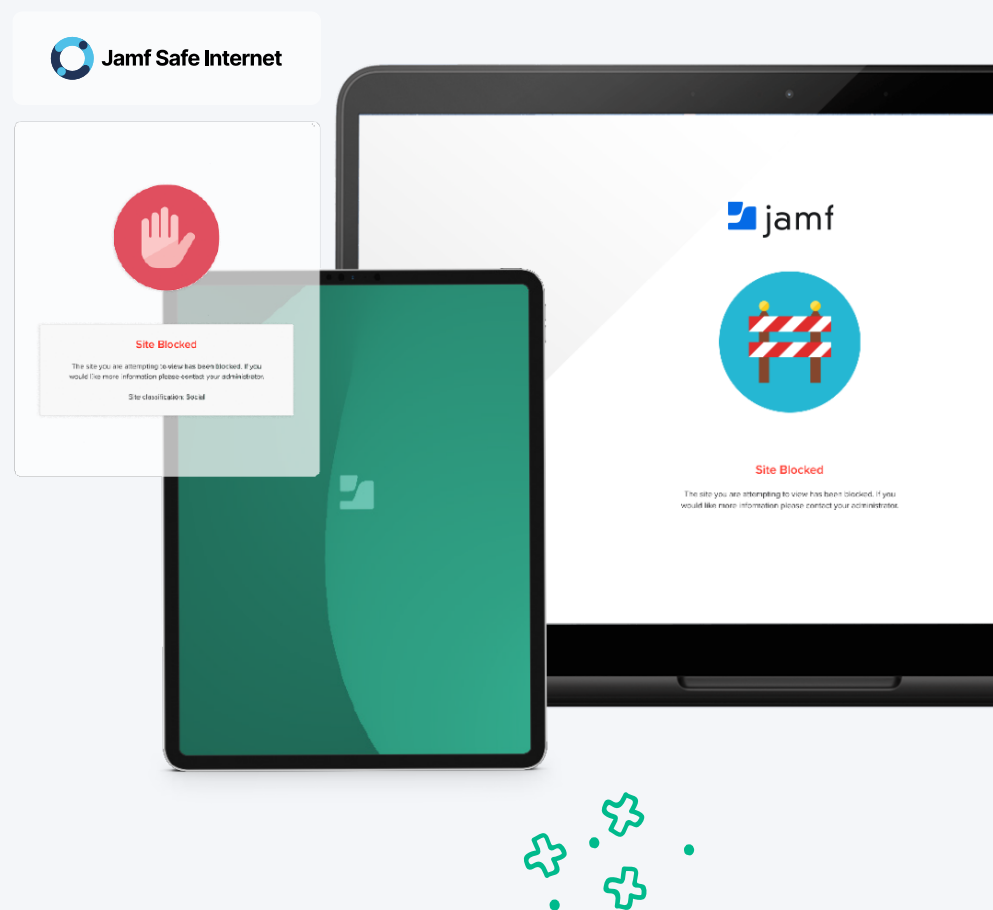 Jamf Safe Internet
Site Blocked
The site you are attempting to view has been blocked. If you
would like more information please contact your administrator.
Site classification: Social
jamf
Site Blocked
The site you are attempting to view has been blocked. If you
would like more information please contact your administrator.